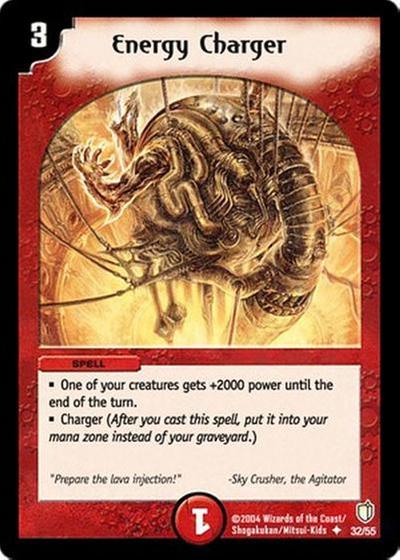 3
Energy Charger
SPELL
▪ One of your creatures gets +2000 power until the
end of the turn.
▪ Charger (After you cast this spell, put it into your
mana zone instead of your graveyard.)
"Prepare the lava injection!" -Sky Crusher, the Agitator
1
©2004 Wizards of the Coast/
Shogakukan/Mitsui-Kids ✦ 32/55